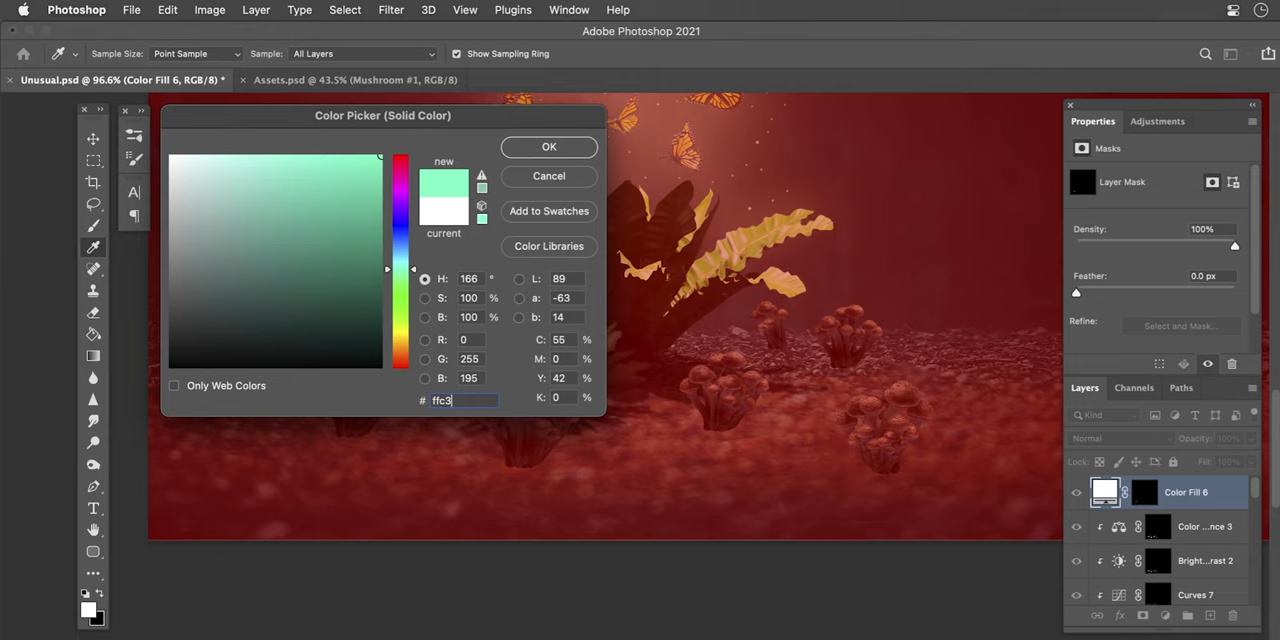 Photoshop File Edit Image Layer Type Select Filter 3D View Plugins Window Help
Adobe Photoshop 2021
Sample Size: Point Sample Sample: All Layers Show Sampling Ring
× Unusual.psd @ 96.6% (Color Fill 6, RGB/8) * × Assets.psd @ 43.5% (Mushroom #1, RGB/8)
Color Picker (Solid Color)
new
current
OK
Cancel
Add to Swatches
Color Libraries
H: 166 °
S: 100 %
B: 100 %
R: 0
G: 255
B: 195
# ffc3
L: 89
a: -63
b: 14
C: 55 %
M: 0 %
Y: 42 %
K: 0 %
Only Web Colors
Properties Adjustments
Masks
Layer Mask
Density: 100%
Feather: 0.0 px
Refine: Select and Mask...
Layers Channels Paths
Kind
Normal Opacity: 100%
Lock: Fill: 100%
Color Fill 6
Color ...nce 3
Bright...rast 2
Curves 7